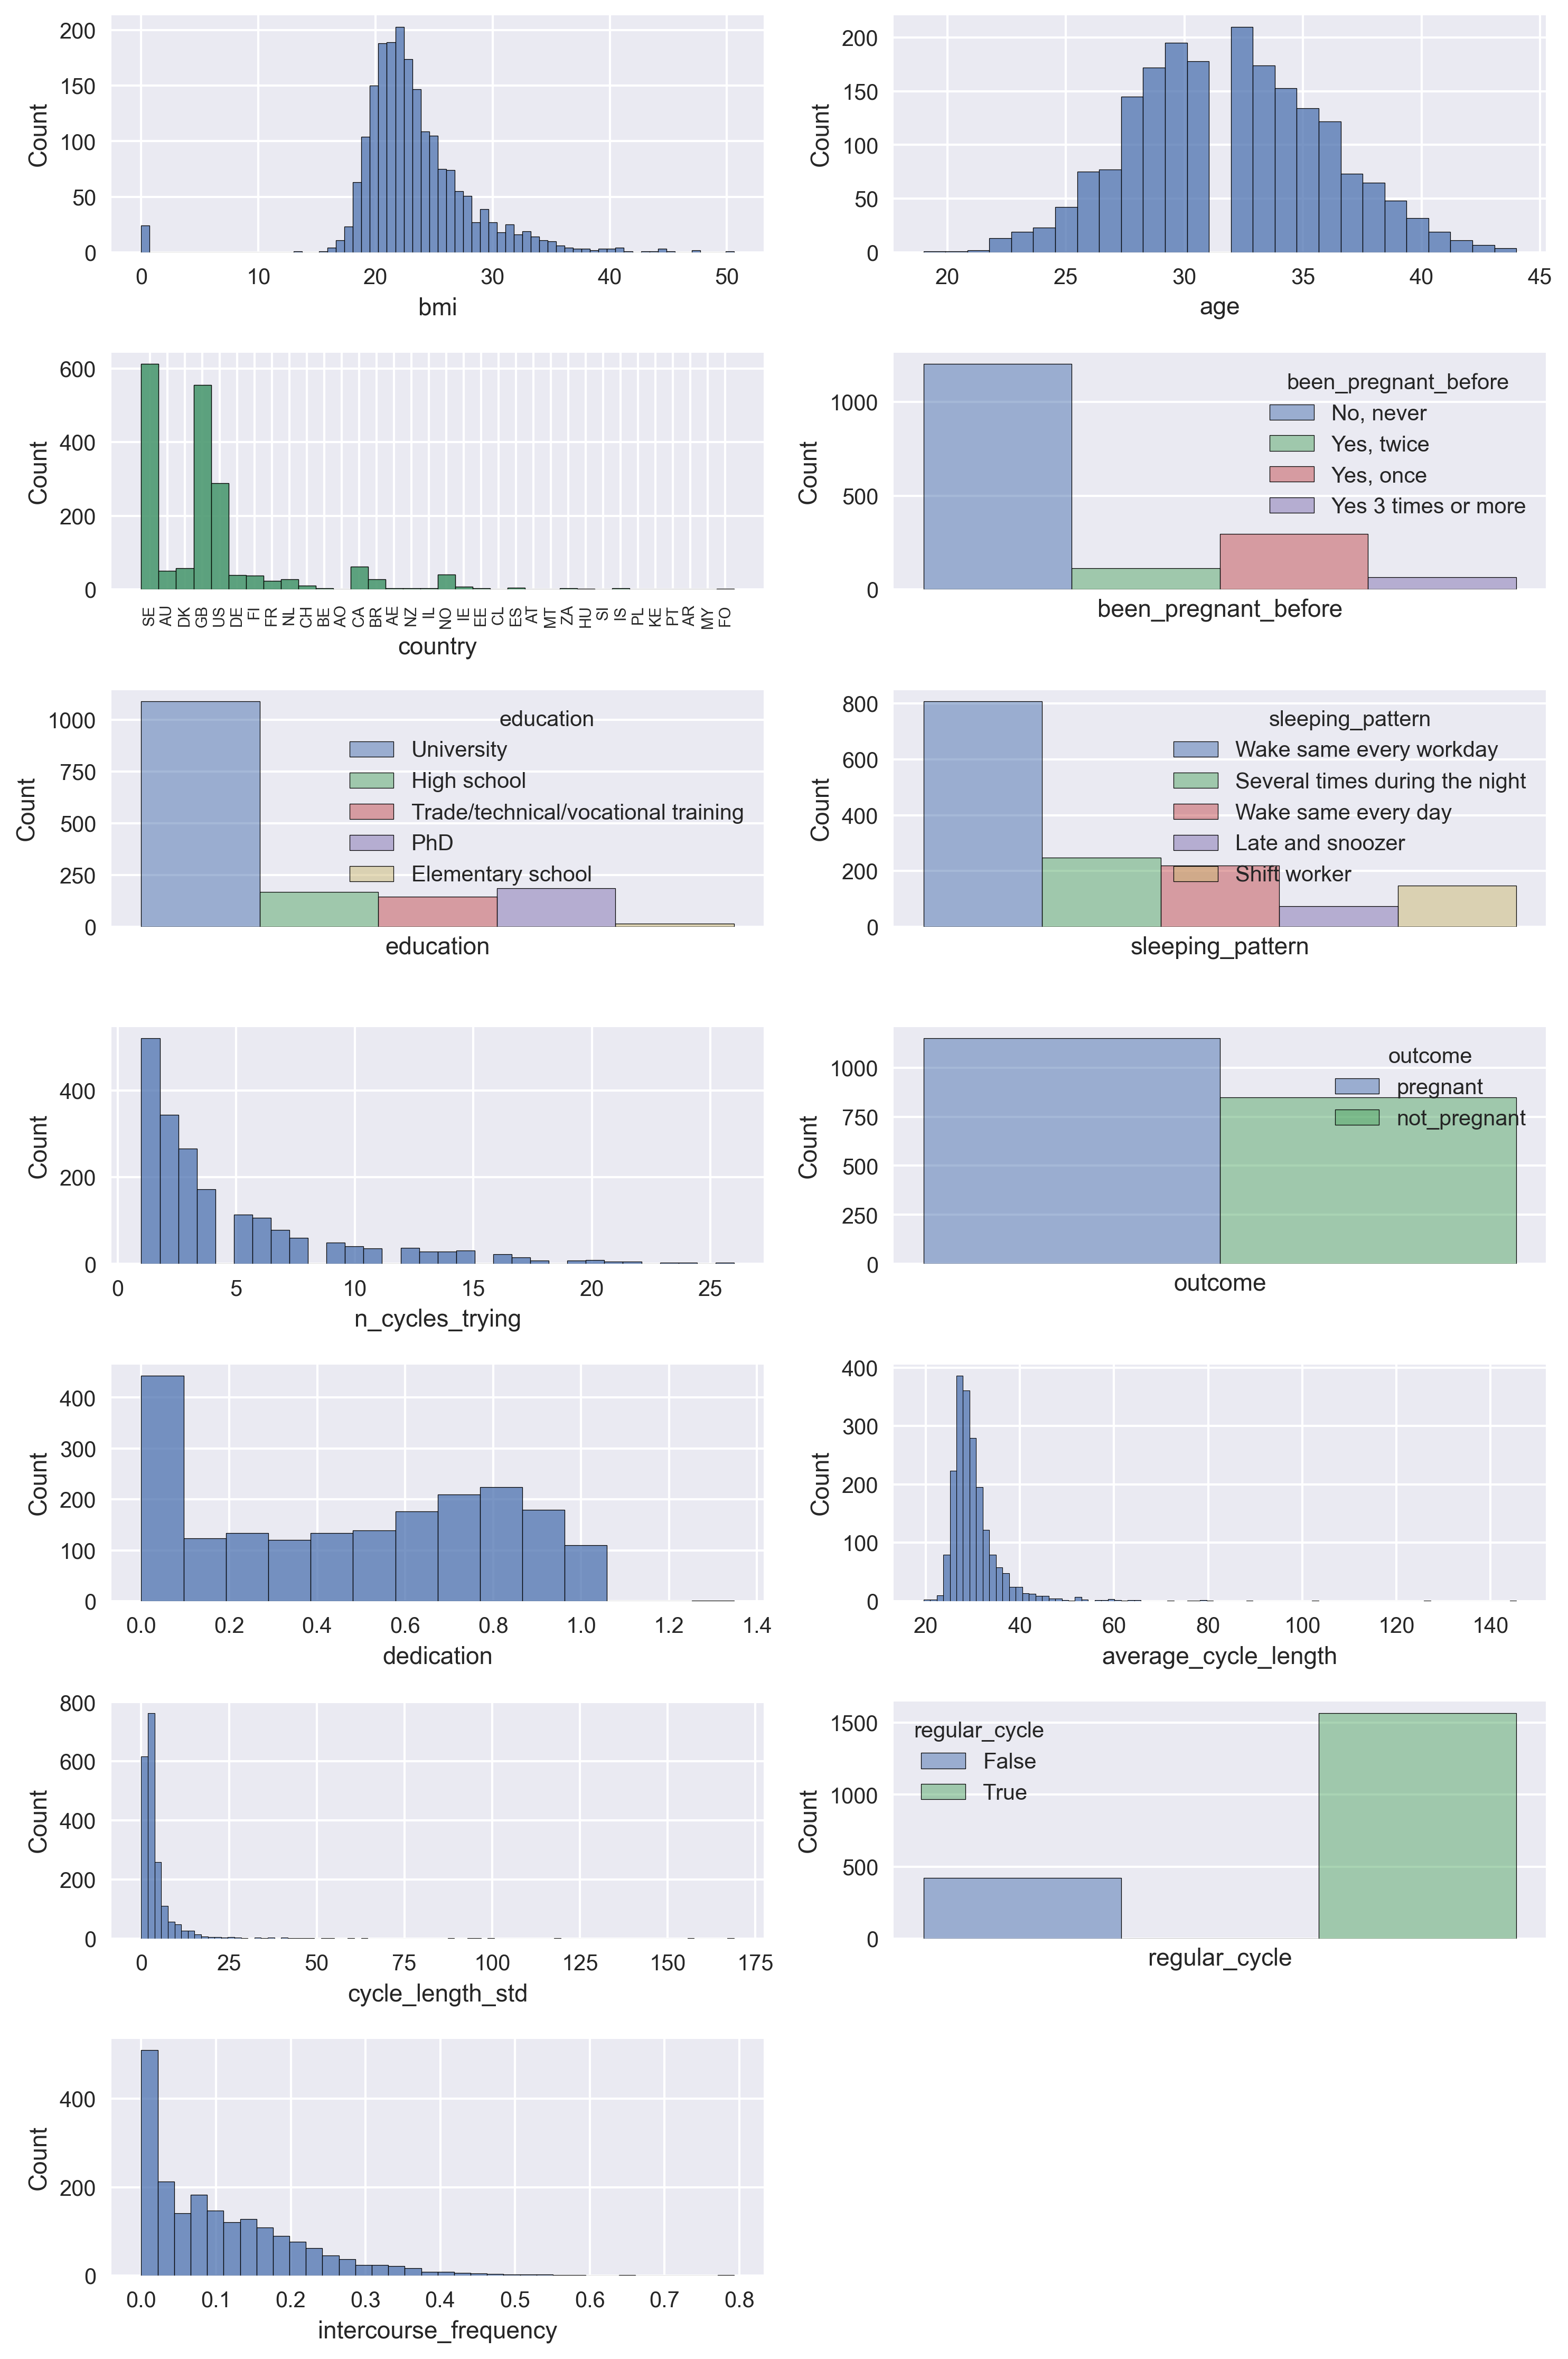 Count
200
150
100
50
0
0 10 20 30 40 50
bmi
Count
200
150
100
50
0
20 25 30 35 40 45
age
Count
600
400
200
0
SE AU DK GB US DE FI FR NL CH BE AO CA BR AE NZ IL NO IE EE CL ES AT MT ZA HU SI IS PL KE PT AR MY FO
country
Count
1000
500
0
been_pregnant_before
No, never
Yes, twice
Yes, once
Yes 3 times or more
been_pregnant_before
Count
1000
750
500
250
0
education
University
High school
Trade/technical/vocational training
PhD
Elementary school
education
Count
800
600
400
200
0
sleeping_pattern
Wake same every workday
Several times during the night
Wake same every day
Late and snoozer
Shift worker
sleeping_pattern
Count
400
200
0
0 5 10 15 20 25
n_cycles_trying
Count
1000
750
500
250
0
outcome
pregnant
not_pregnant
outcome
Count
400
300
200
100
0
0.0 0.2 0.4 0.6 0.8 1.0 1.2 1.4
dedication
Count
400
300
200
100
0
20 40 60 80 100 120 140
average_cycle_length
Count
800
600
400
200
0
0 25 50 75 100 125 150 175
cycle_length_std
Count
1500
1000
500
0
regular_cycle
False
True
regular_cycle
Count
400
200
0
0.0 0.1 0.2 0.3 0.4 0.5 0.6 0.7 0.8
intercourse_frequency